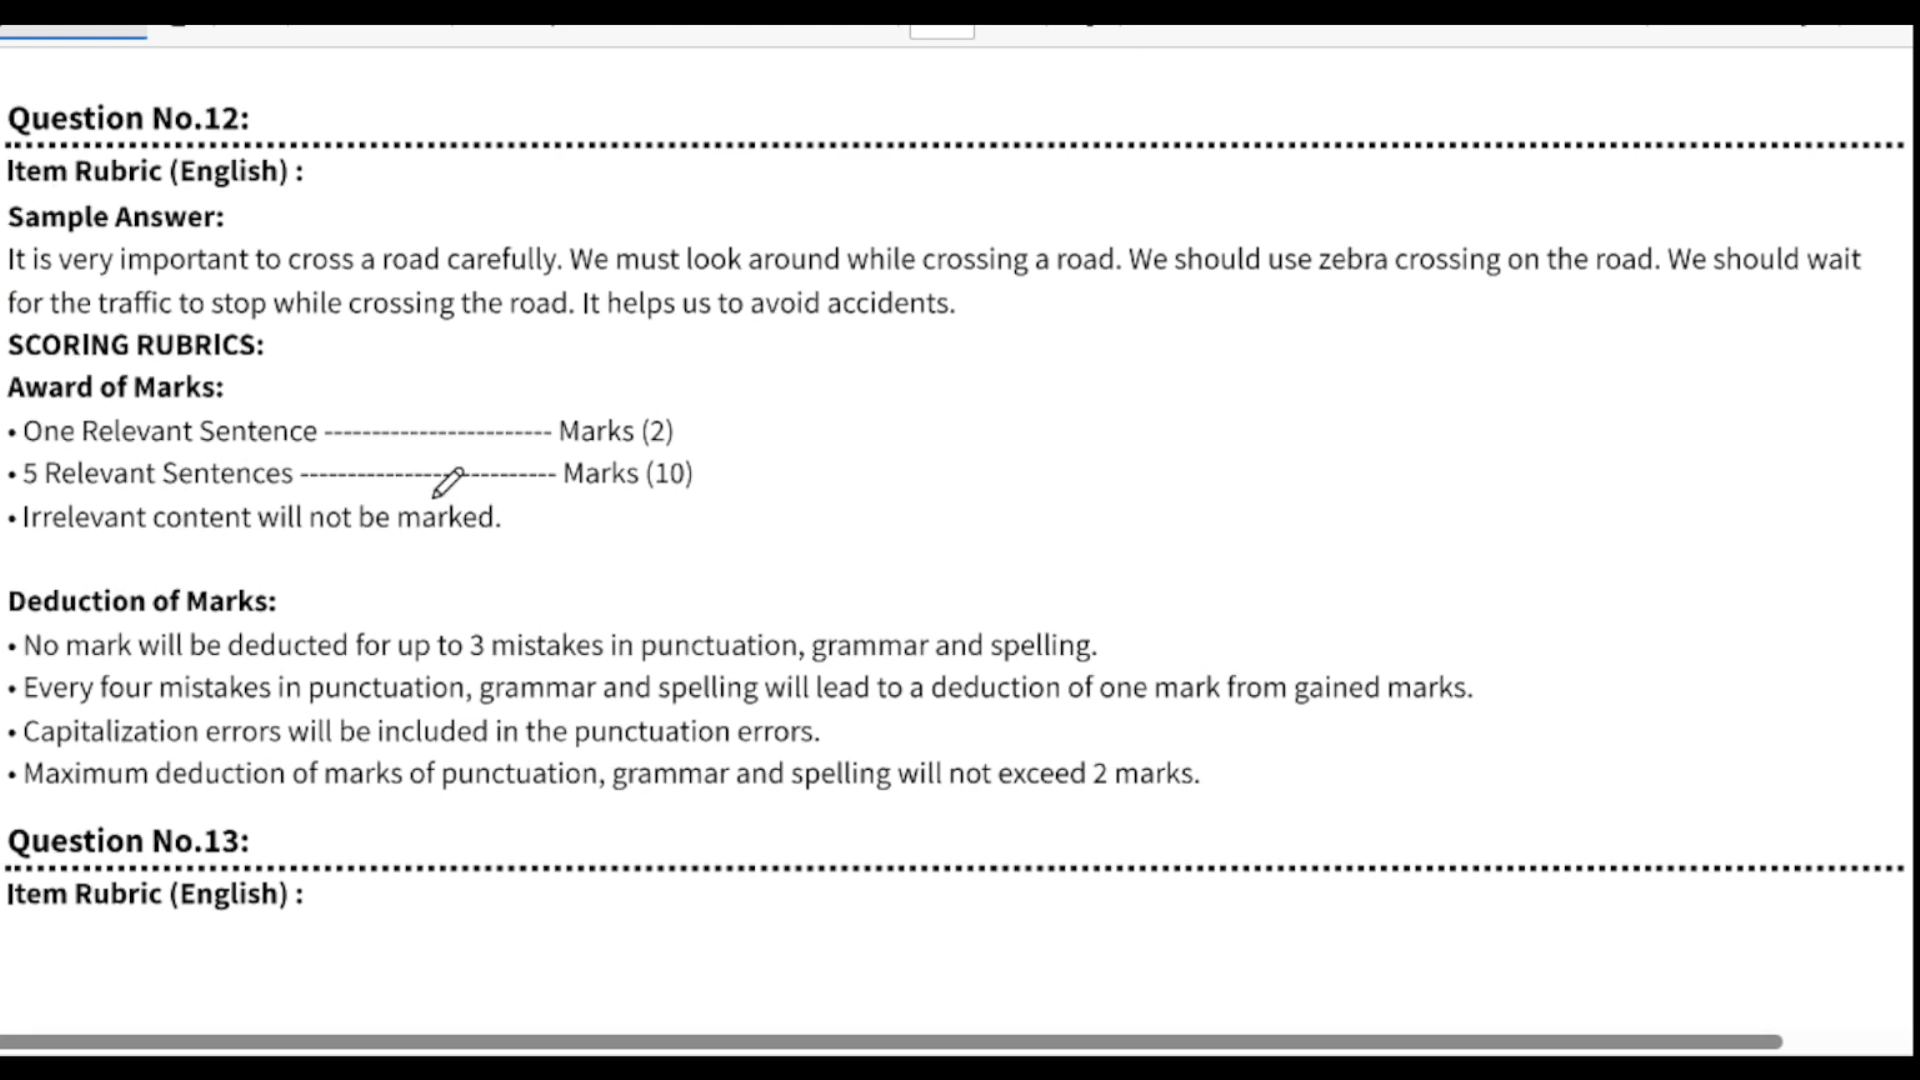 Question No.12:
Item Rubric (English) :
Sample Answer:
It is very important to cross a road carefully. We must look around while crossing a road. We should use zebra crossing on the road. We should wait
for the traffic to stop while crossing the road. It helps us to avoid accidents.
SCORING RUBRICS:
Award of Marks:
• One Relevant Sentence ------------------------ Marks (2)
• 5 Relevant Sentences --------------------------- Marks (10)
• Irrelevant content will not be marked.
Deduction of Marks:
• No mark will be deducted for up to 3 mistakes in punctuation, grammar and spelling.
• Every four mistakes in punctuation, grammar and spelling will lead to a deduction of one mark from gained marks.
• Capitalization errors will be included in the punctuation errors.
• Maximum deduction of marks of punctuation, grammar and spelling will not exceed 2 marks.
Question No.13:
Item Rubric (English) :